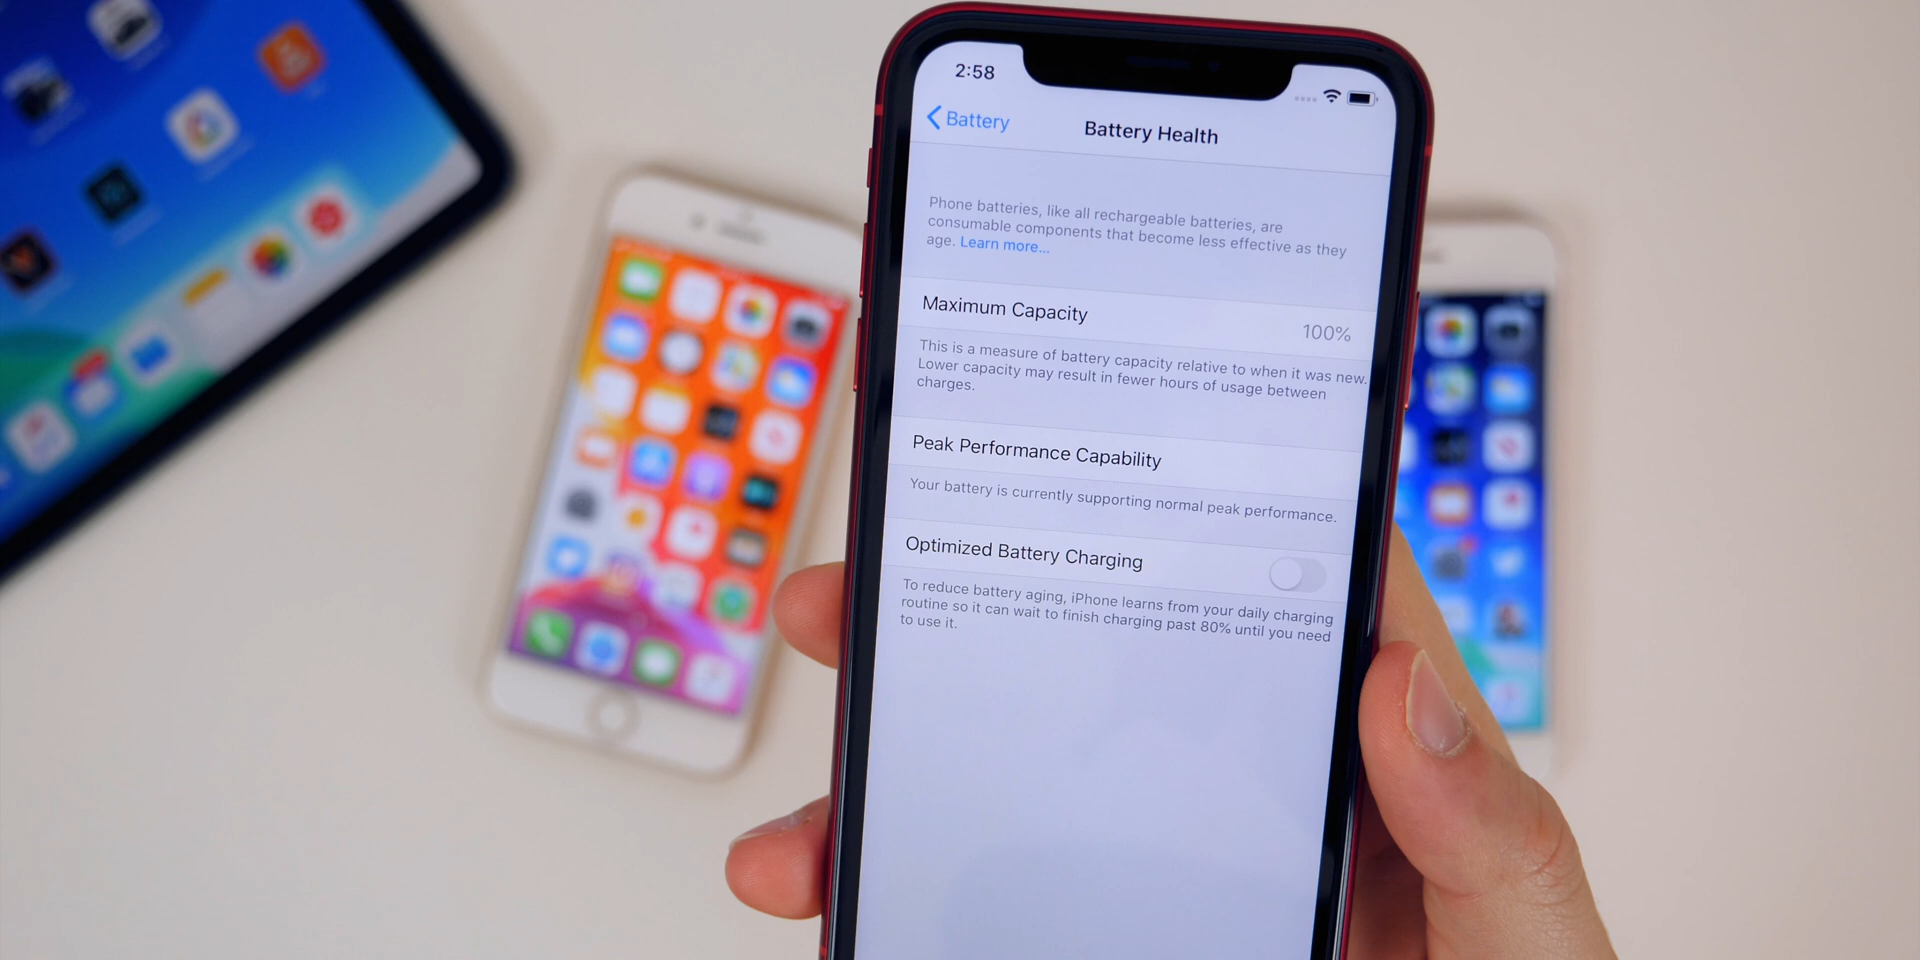 2:58
Battery
Battery Health
Phone batteries, like all rechargeable batteries, are
consumable components that become less effective as they
age. Learn more...
Maximum Capacity
100%
This is a measure of battery capacity relative to when it was new.
Lower capacity may result in fewer hours of usage between
charges.
Peak Performance Capability
Your battery is currently supporting normal peak performance.
Optimized Battery Charging
To reduce battery aging, iPhone learns from your daily charging
routine so it can wait to finish charging past 80% until you need
to use it.